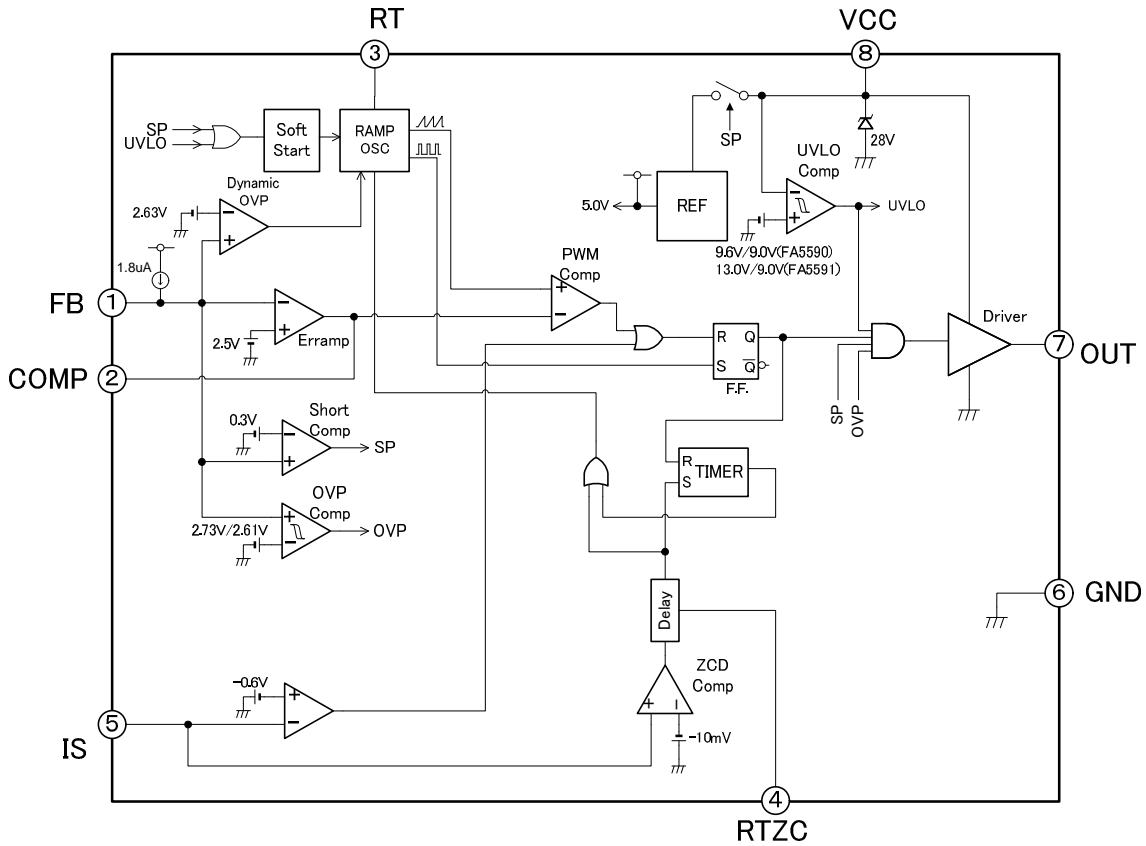 RT
VCC
3
8
SP
UVLO
Soft
Start
RAMP
OSC
SP
28V
UVLO
Comp
Dynamic
OVP
2.63V
5.0V
REF
UVLO
9.6V/9.0V(FA5590)
13.0V/9.0V(FA5591)
PWM
Comp
1.8uA
FB
1
2.5V
Erramp
R
Q
S
Q̅
F.F.
Driver
7
OUT
COMP
2
SP
OVP
0.3V
Short
Comp
SP
R
S
TIMER
OVP
Comp
2.73V/2.61V
OVP
6
GND
Delay
ZCD
Comp
-0.6V
5
IS
-10mV
4
RTZC